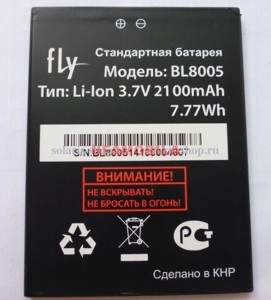 fly
Стандартная батарея
Модель: BL8005
Тип: Li-Ion 3.7V 2100mAh
7.77Wh
ВНИМАНИЕ!
НЕ ВСКРЫВАТЬ!
НЕ БРОСАТЬ В ОГОНЬ!
Сделано в КНР